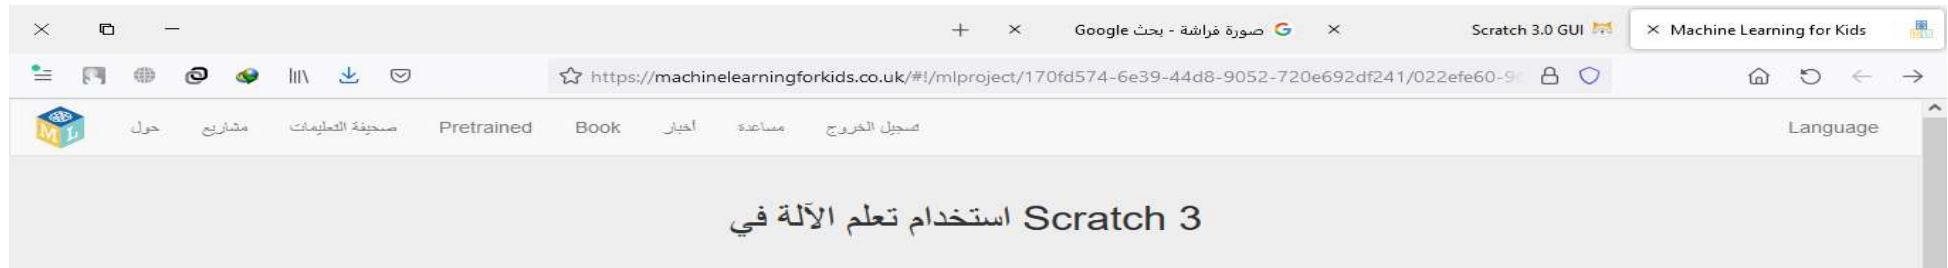 Machine Learning for Kids
Scratch 3.0 GUI
صورة فراشة - بحث Google
https://machinelearningforkids.co.uk/#!/mlproject/170fd574-6e39-44d8-9052-720e692df241/022efe60-9
ML
حول
مشاريع
صحيفة التعليمات
Pretrained
Book
أخبار
مساعدة
تسجيل الخروج
Language
استخدام تعلم الآلة في Scratch 3